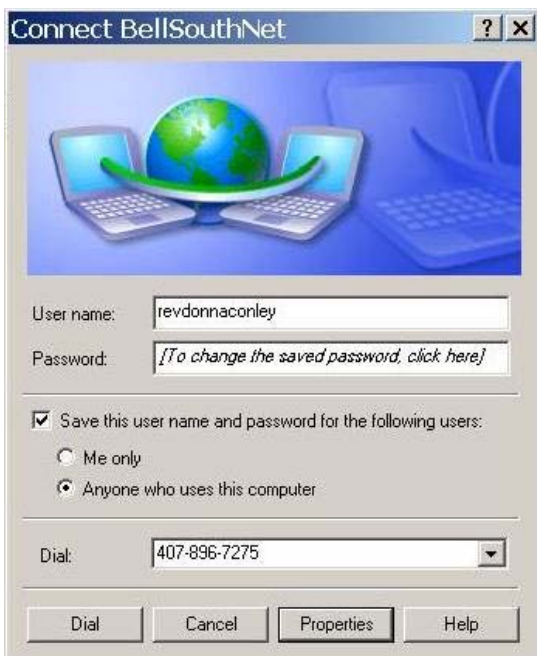 Connect BellSouthNet
User name: revdonnaconley
Password: [To change the saved password, click here]
Save this user name and password for the following users:
Me only
Anyone who uses this computer
Dial: 407-896-7275
Dial Cancel Properties Help